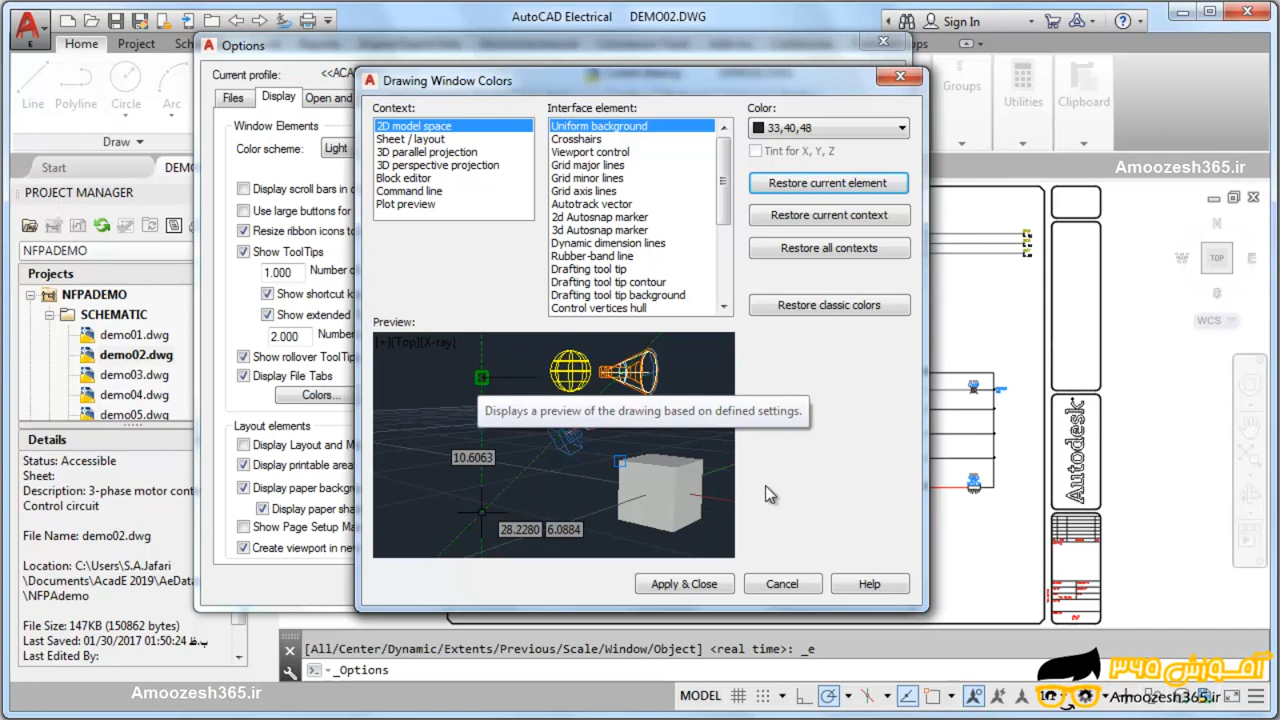 AutoCAD Electrical DEMO02.DWG
Sign In
Home
Project
Line
Polyline
Circle
Arc
Draw
Groups
Utilities
Clipboard
Start
Amoozesh365.ir
PROJECT MANAGER
NFPADEMO
Projects
NFPADEMO
SCHEMATIC
demo01.dwg
demo02.dwg
demo03.dwg
demo04.dwg
demo05.dwg
Details
Status: Accessible
Sheet:
Description: 3-phase motor cont
Control circuit
File Name: demo02.dwg
Location: C:\Users\S.A.Jafari
\Documents\AcadE 2019\AeData
\NFPAdemo
File Size: 147KB (150862 bytes)
Last Saved: 01/30/2017 01:50:24 ب.ظ
Last Edited By:
Options
Current profile: <<ACA
Files
Display
Open and
Window Elements
Color scheme: Light
Display scroll bars in d
Use large buttons for
Resize ribbon icons to
Show ToolTips
1.000 Number o
Show shortcut k
Show extended
2.000 Number
Show rollover ToolTip
Display File Tabs
Colors...
Layout elements
Display Layout and M
Display printable area
Display paper backg
Display paper sha
Show Page Setup Ma
Create viewport in new
Drawing Window Colors
Context:
2D model space
Sheet / layout
3D parallel projection
3D perspective projection
Block editor
Command line
Plot preview
Interface element:
Uniform background
Crosshairs
Viewport control
Grid major lines
Grid minor lines
Grid axis lines
Autotrack vector
2d Autosnap marker
3d Autosnap marker
Dynamic dimension lines
Rubber-band line
Drafting tool tip
Drafting tool tip contour
Drafting tool tip background
Control vertices hull
Color:
33,40,48
Tint for X, Y, Z
Restore current element
Restore current context
Restore all contexts
Restore classic colors
Preview:
[+][Top][X-ray]
Displays a preview of the drawing based on defined settings.
10.6063
28.2280 6.0884
Apply & Close
Cancel
Help
N
W
TOP
E
S
WCS
Autodesk
[All/Center/Dynamic/Extents/Previous/Scale/Window/Object] <real time>: _e
_Options
MODEL
Amoozesh365.ir
آموزش ۳۶۵
Amoozesh365.ir